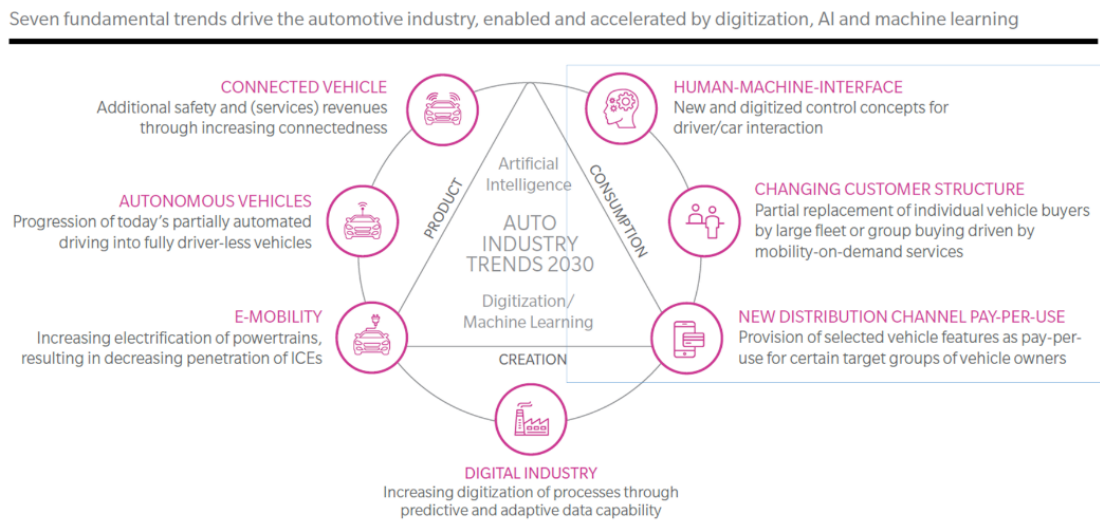 Seven fundamental trends drive the automotive industry, enabled and accelerated by digitization, AI and machine learning
CONNECTED VEHICLE
Additional safety and (services) revenues
through increasing connectedness
HUMAN-MACHINE-INTERFACE
New and digitized control concepts for
driver/car interaction
AUTONOMOUS VEHICLES
Progression of today's partially automated
driving into fully driver-less vehicles
CHANGING CUSTOMER STRUCTURE
Partial replacement of individual vehicle buyers
by large fleet or group buying driven by
mobility-on-demand services
E-MOBILITY
Increasing electrification of powertrains,
resulting in decreasing penetration of ICEs
NEW DISTRIBUTION CHANNEL PAY-PER-USE
Provision of selected vehicle features as pay-per-
use for certain target groups of vehicle owners
PRODUCT
CONSUMPTION
Artificial
Intelligence
AUTO
INDUSTRY
TRENDS 2030
Digitization/
Machine Learning
CREATION
DIGITAL INDUSTRY
Increasing digitization of processes through
predictive and adaptive data capability